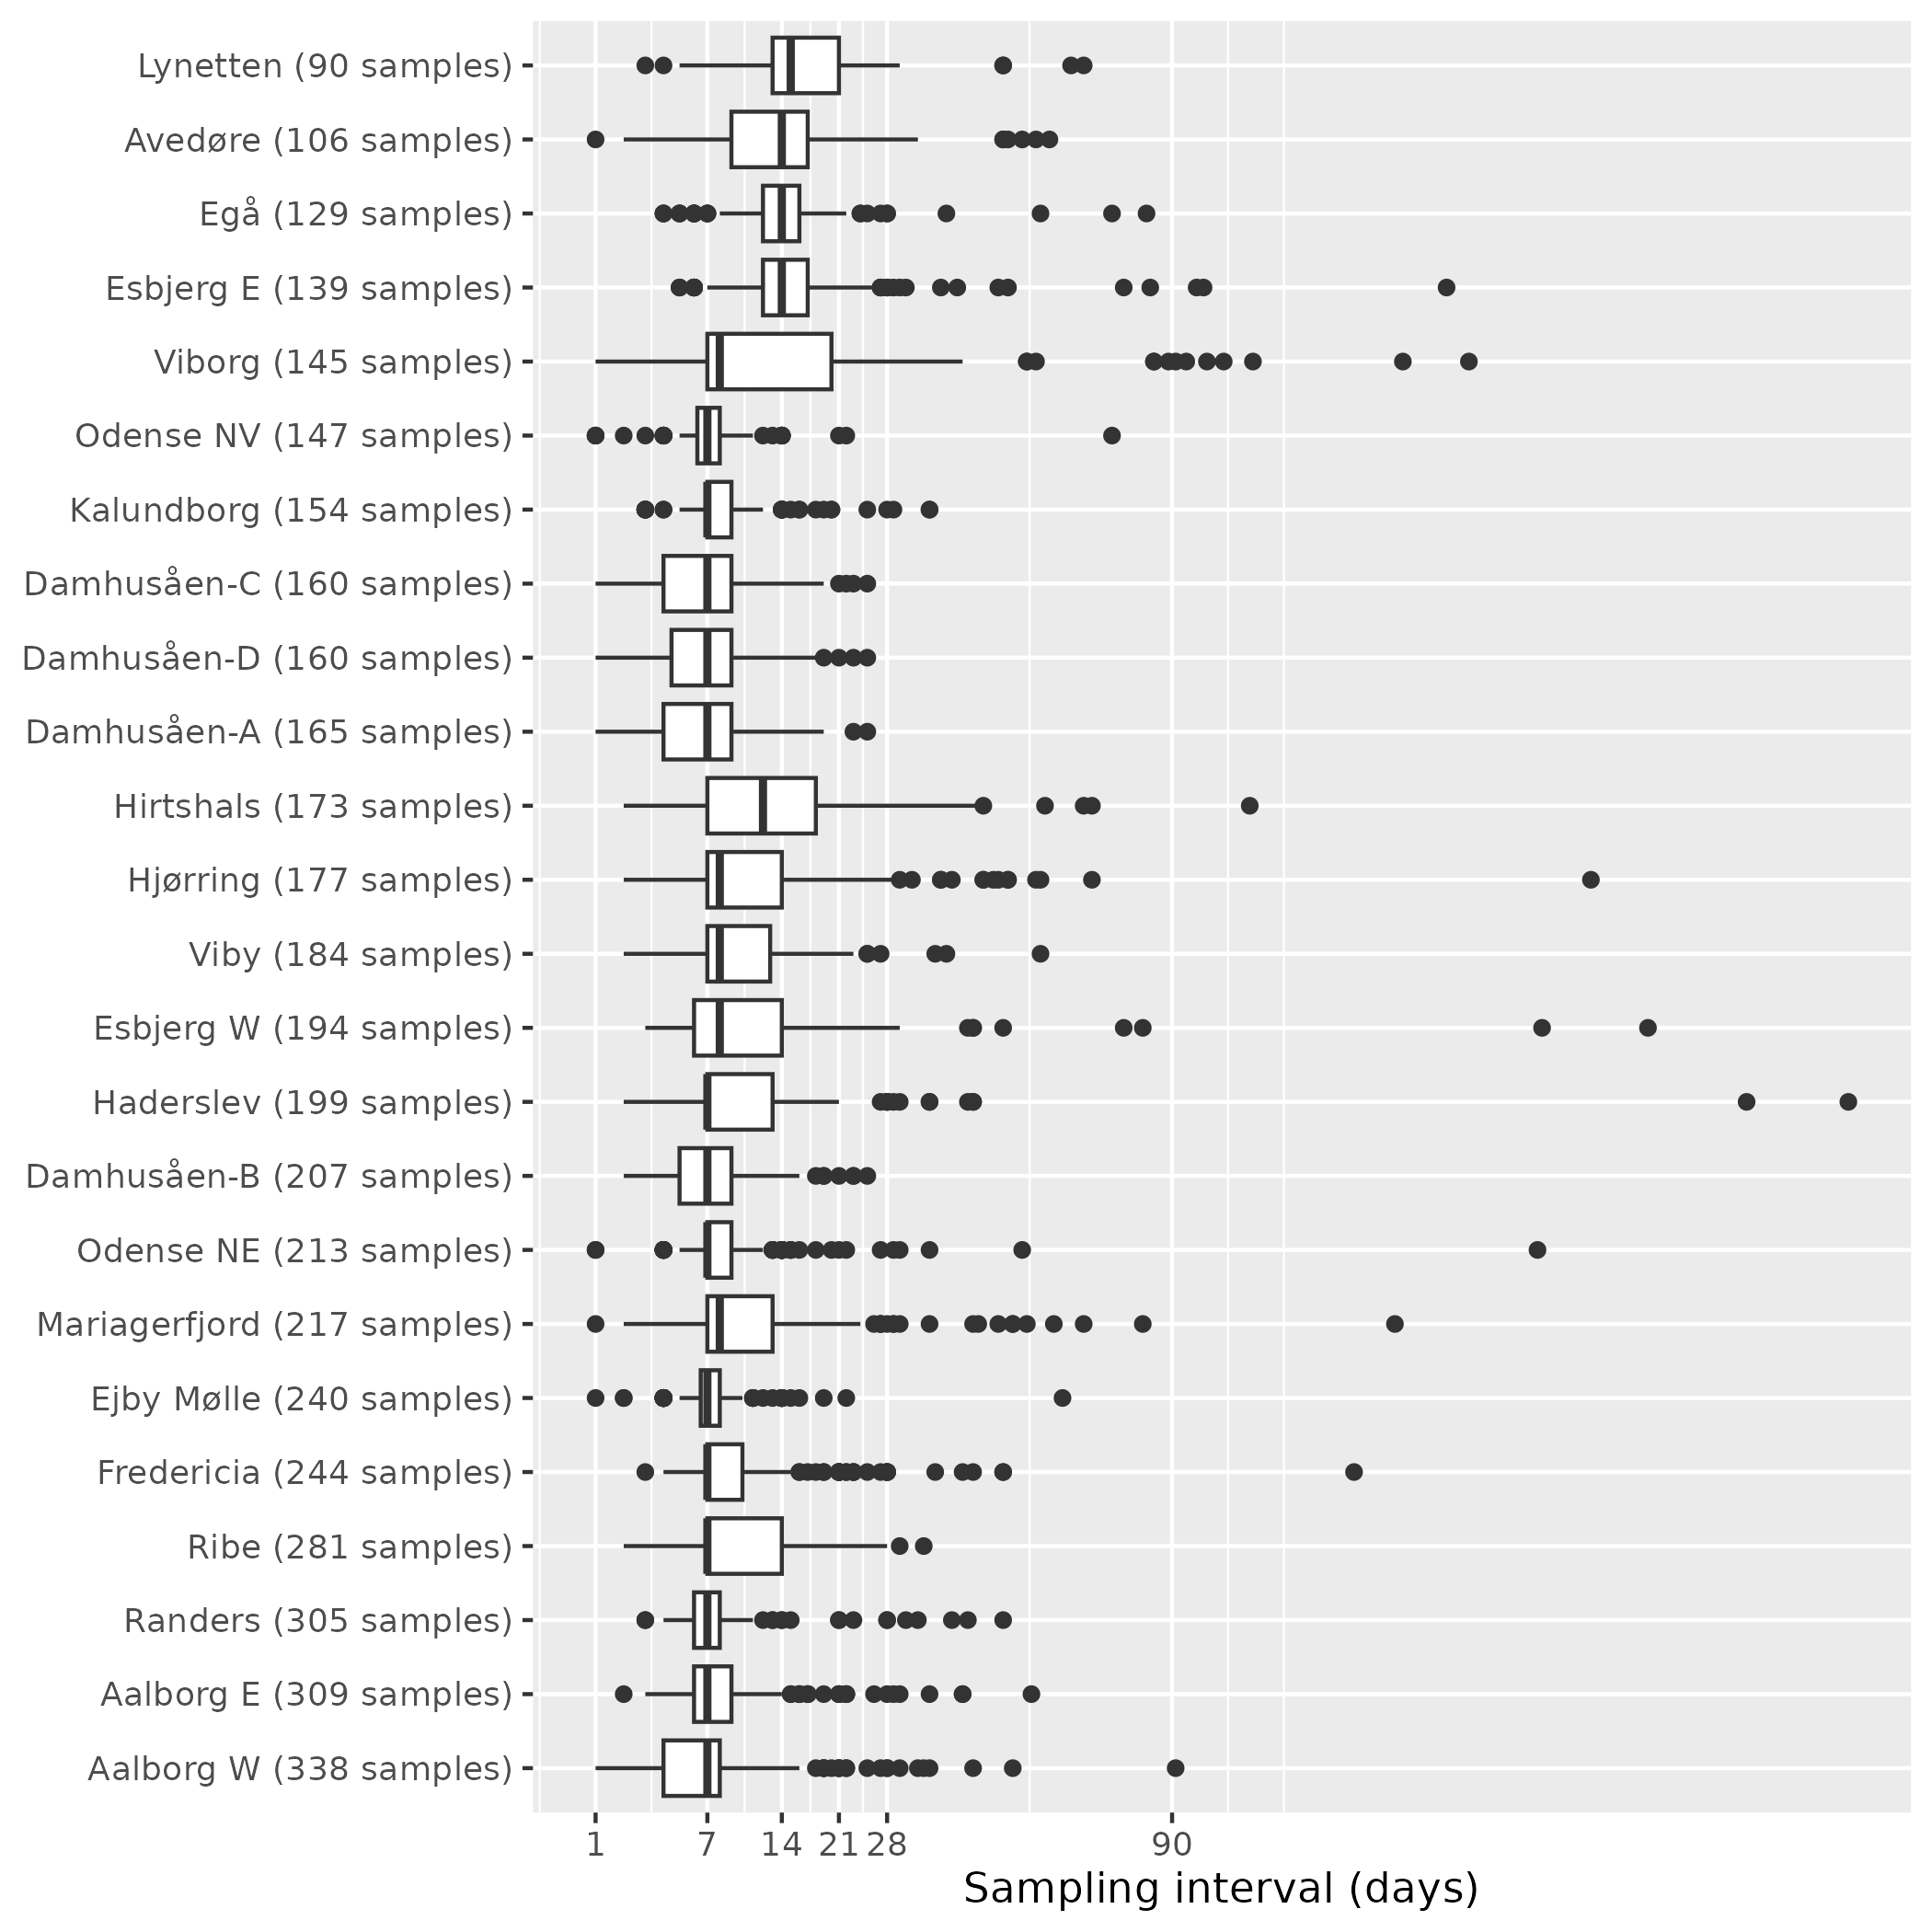 Lynetten (90 samples)
Avedøre (106 samples)
Egå (129 samples)
Esbjerg E (139 samples)
Viborg (145 samples)
Odense NV (147 samples)
Kalundborg (154 samples)
Damhusåen-C (160 samples)
Damhusåen-D (160 samples)
Damhusåen-A (165 samples)
Hirtshals (173 samples)
Hjørring (177 samples)
Viby (184 samples)
Esbjerg W (194 samples)
Haderslev (199 samples)
Damhusåen-B (207 samples)
Odense NE (213 samples)
Mariagerfjord (217 samples)
Ejby Mølle (240 samples)
Fredericia (244 samples)
Ribe (281 samples)
Randers (305 samples)
Aalborg E (309 samples)
Aalborg W (338 samples)
1 7 14 21 28 90
Sampling interval (days)